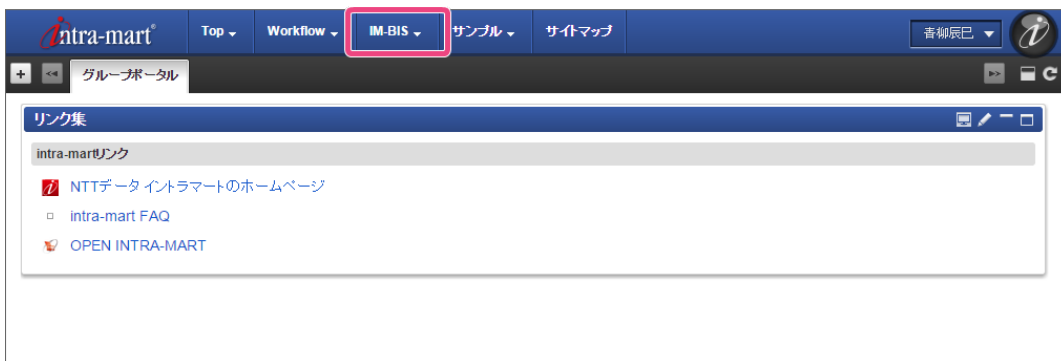 intra-mart® Top Workflow IM-BIS サンプル サイトマップ 青柳辰巳
グループポータル
リンク集
intra-martリンク
NTTデータ イントラマートのホームページ
intra-mart FAQ
OPEN INTRA-MART